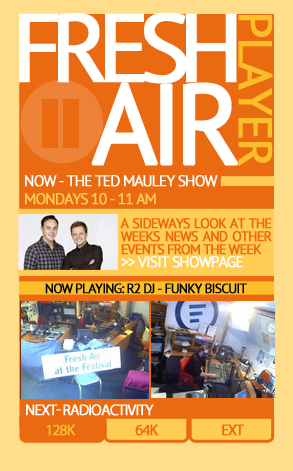 FRESH
AIR
PLAYER
NOW - THE TED MAULEY SHOW
MONDAYS 10 - 11 AM
A SIDEWAYS LOOK AT THE
WEEKS NEWS AND OTHER
EVENTS FROM THE WEEK
>> VISIT SHOWPAGE
NOW PLAYING: R2 DJ - FUNKY BISCUIT
Fresh Air
at the Festival
NEXT- RADIOACTIVITY
128K
64K
EXT